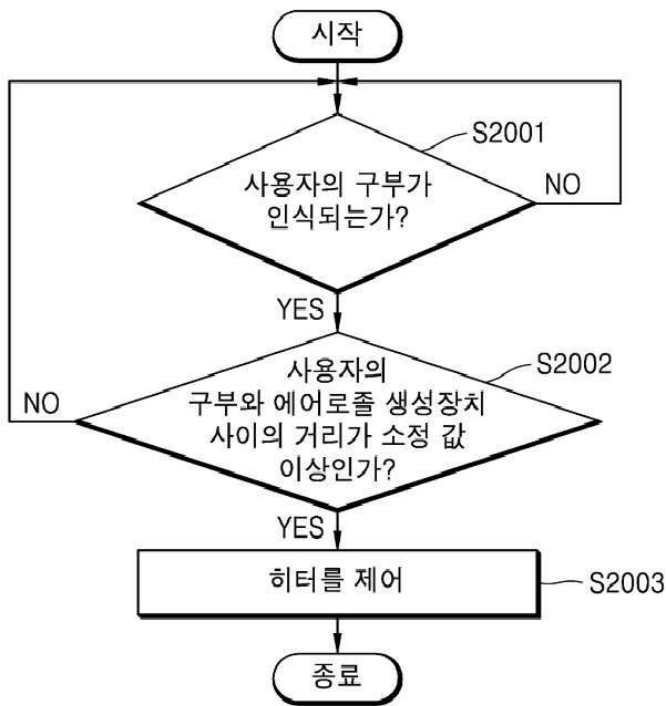 시작
S2001
사용자의 구부가
인식되는가?
NO
YES
S2002
사용자의
구부와 에어로졸 생성장치
사이의 거리가 소정 값
이상인가?
NO
YES
히터를 제어
S2003
종료